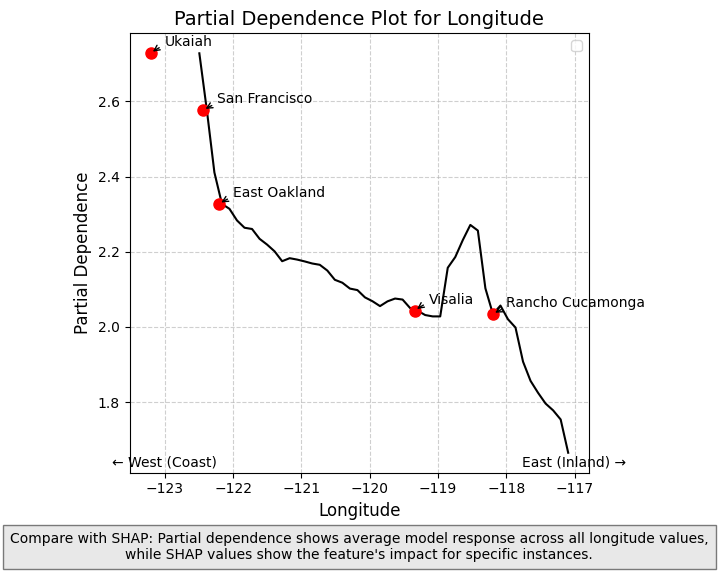 Partial Dependence Plot for Longitude
Ukaiah
San Francisco
East Oakland
Visalia
Rancho Cucamonga
2.6
2.4
2.2
2.0
1.8
Partial Dependence
← West (Coast)
East (Inland) →
−123
−122
−121
−120
−119
−118
−117
Longitude
Compare with SHAP: Partial dependence shows average model response across all longitude values,
while SHAP values show the feature's impact for specific instances.